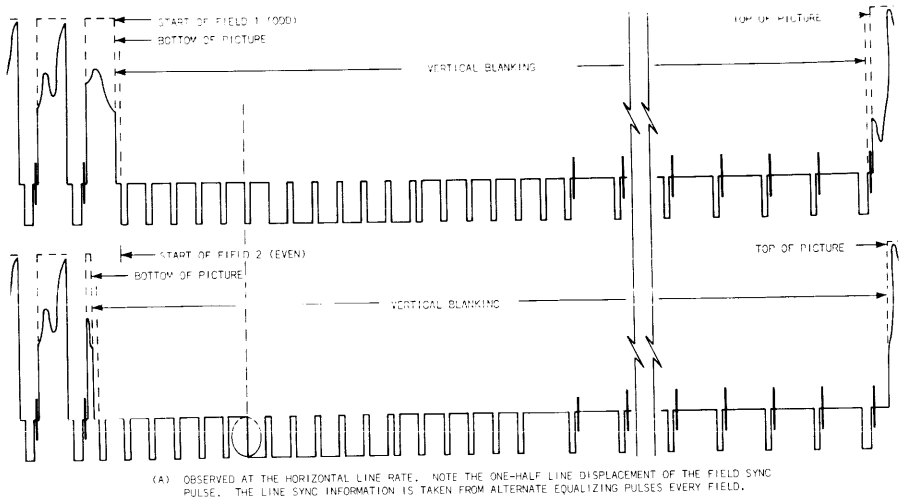 START OF FIELD 1 (ODD)
BOTTOM OF PICTURE
TOP OF PICTURE
VERTICAL BLANKING
START OF FIELD 2 (EVEN)
BOTTOM OF PICTURE
TOP OF PICTURE
VERTICAL BLANKING
(A) OBSERVED AT THE HORIZONTAL LINE RATE. NOTE THE ONE-HALF LINE DISPLACEMENT OF THE FIELD SYNC
PULSE. THE LINE SYNC INFORMATION IS TAKEN FROM ALTERNATE EQUALIZING PULSES EVERY FIELD.